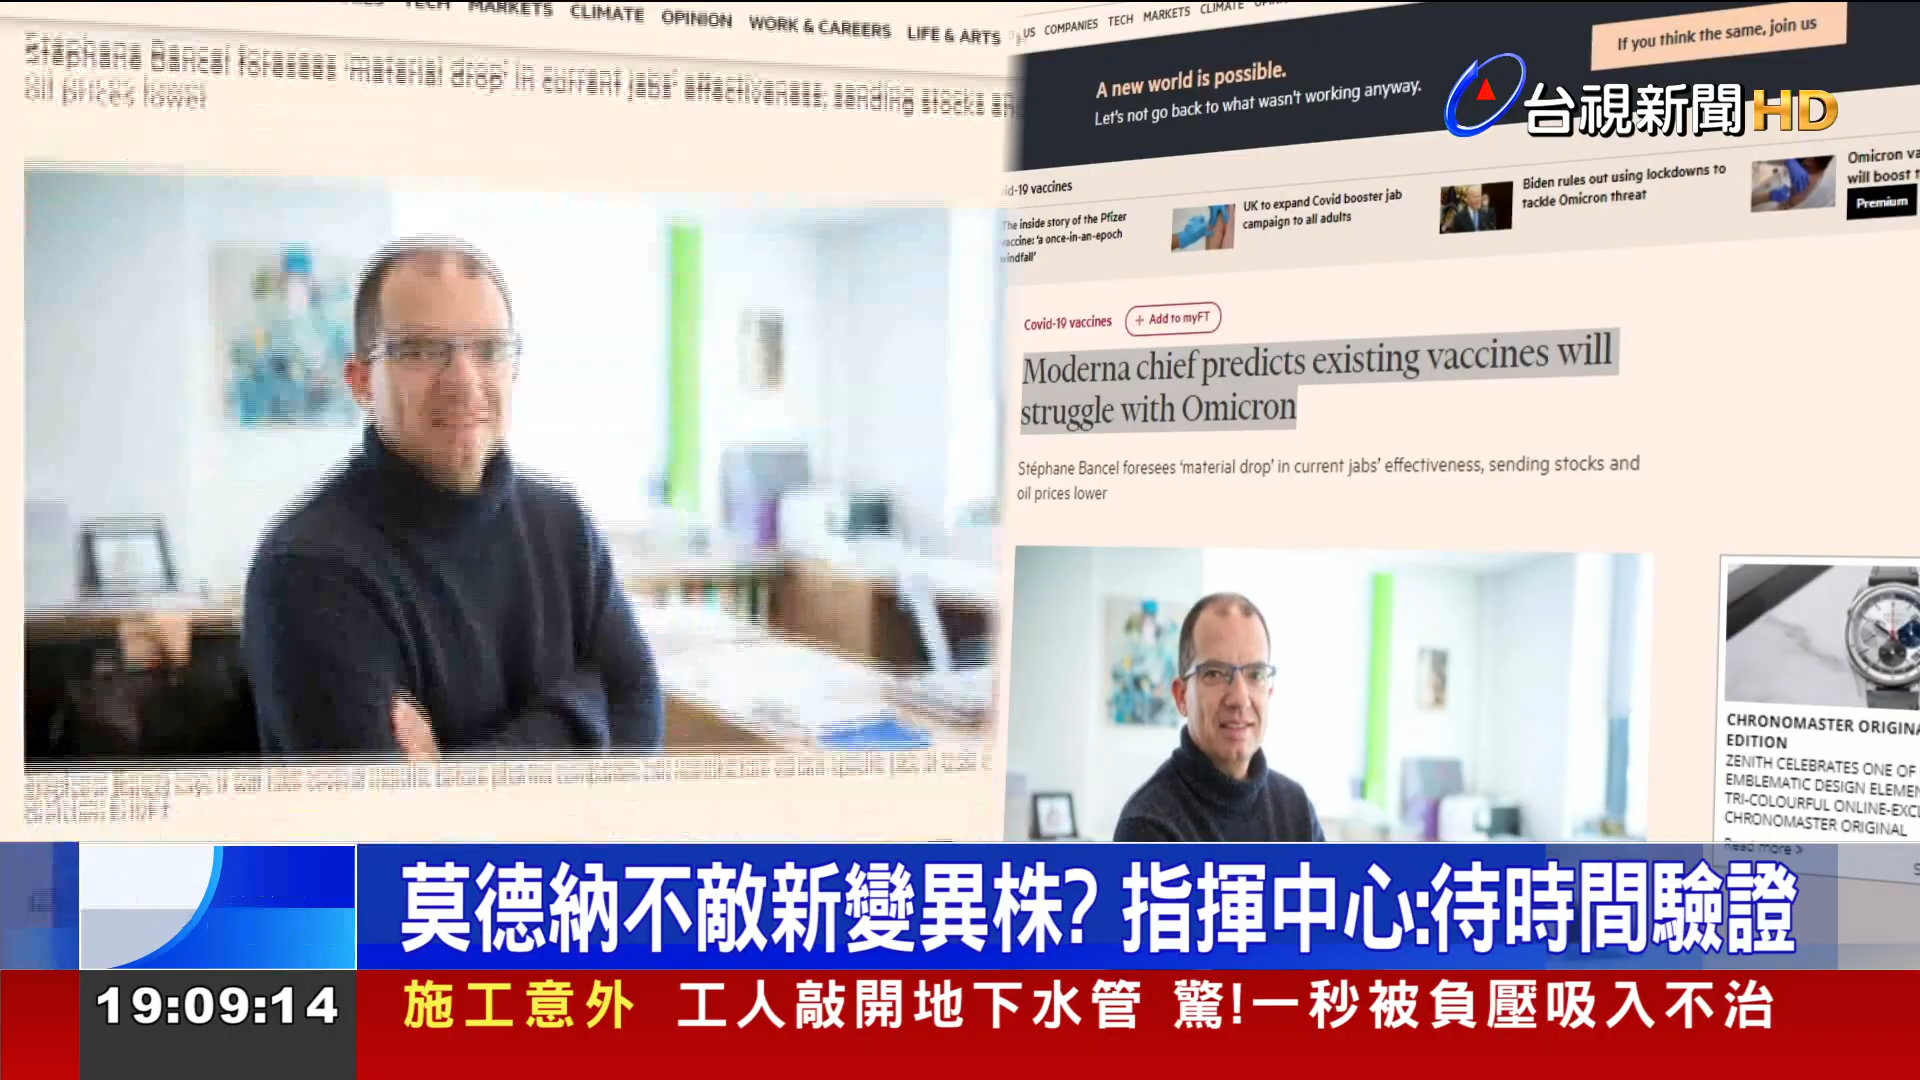 TECH MARKETS CLIMATE OPINION WORK & CAREERS LIFE & ARTS
Stéphane Bancel foresees 'material drop' in current jabs' effectiveness, sending stocks
oil prices lower
US COMPANIES TECH MARKETS CLIMATE
A new world is possible.
Let's not go back to what wasn't working anyway.
If you think the same, join us
台視新聞HD
id-19 vaccines
The inside story of the Pfizer
vaccine: 'a once-in-an-epoch
windfall'
UK to expand Covid booster jab
campaign to all adults
Biden rules out using lockdowns to
tackle Omicron threat
Omicron va
will boost t
Premium
Covid-19 vaccines
+ Add to myFT
Moderna chief predicts existing vaccines will
struggle with Omicron
Stéphane Bancel foresees 'material drop' in current jabs' effectiveness, sending stocks and
oil prices lower
CHRONOMASTER ORIGINA
EDITION
ZENITH CELEBRATES ONE OF
EMBLEMATIC DESIGN ELEMEN
TRI-COLOURFUL ONLINE-EXCL
CHRONOMASTER ORIGINAL
Read more >
莫德納不敵新變異株? 指揮中心:待時間驗證
19:09:14
施工意外 工人敲開地下水管 驚!一秒被負壓吸入不治